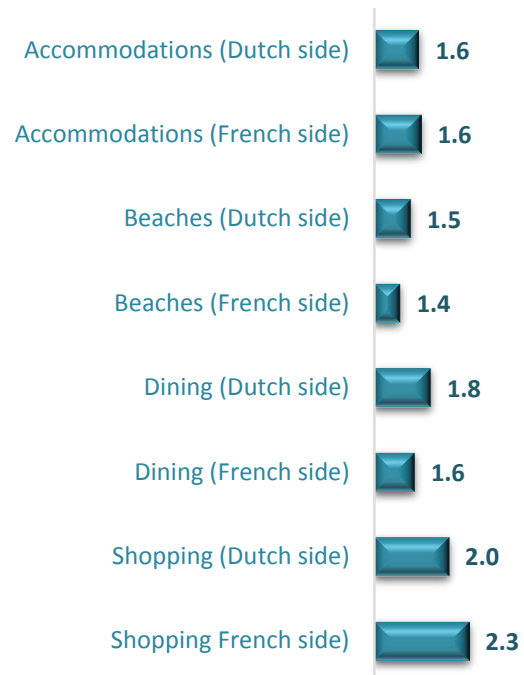 Accommodations (Dutch side) 1.6
Accommodations (French side) 1.6
Beaches (Dutch side) 1.5
Beaches (French side) 1.4
Dining (Dutch side) 1.8
Dining (French side) 1.6
Shopping (Dutch side) 2.0
Shopping French side) 2.3